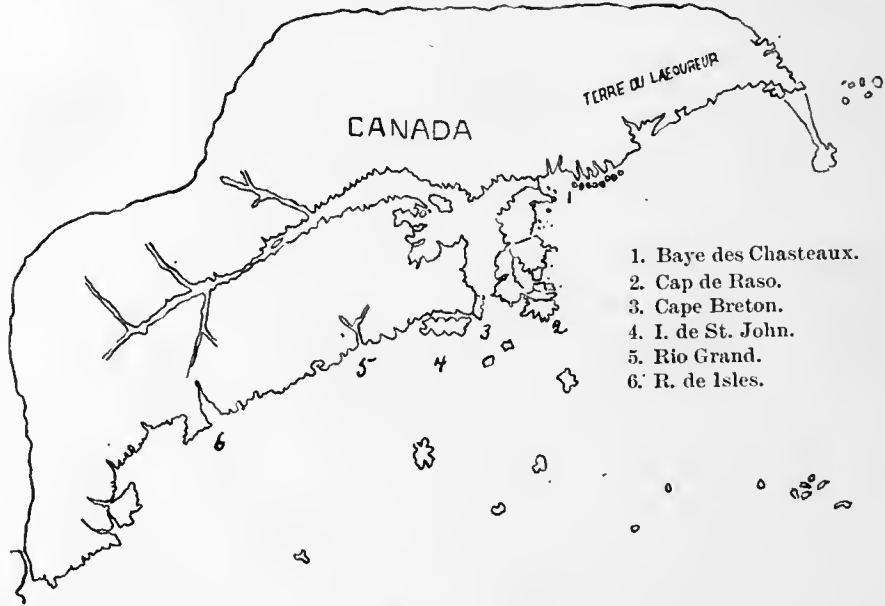 TERRE DU LAEOUREUR
CANADA
1
1. Baye des Chasteaux.
2. Cap de Raso.
3. Cape Breton.
4. I. de St. John.
5. Rio Grand.
6. R. de Isles.
2
3
4
5
6